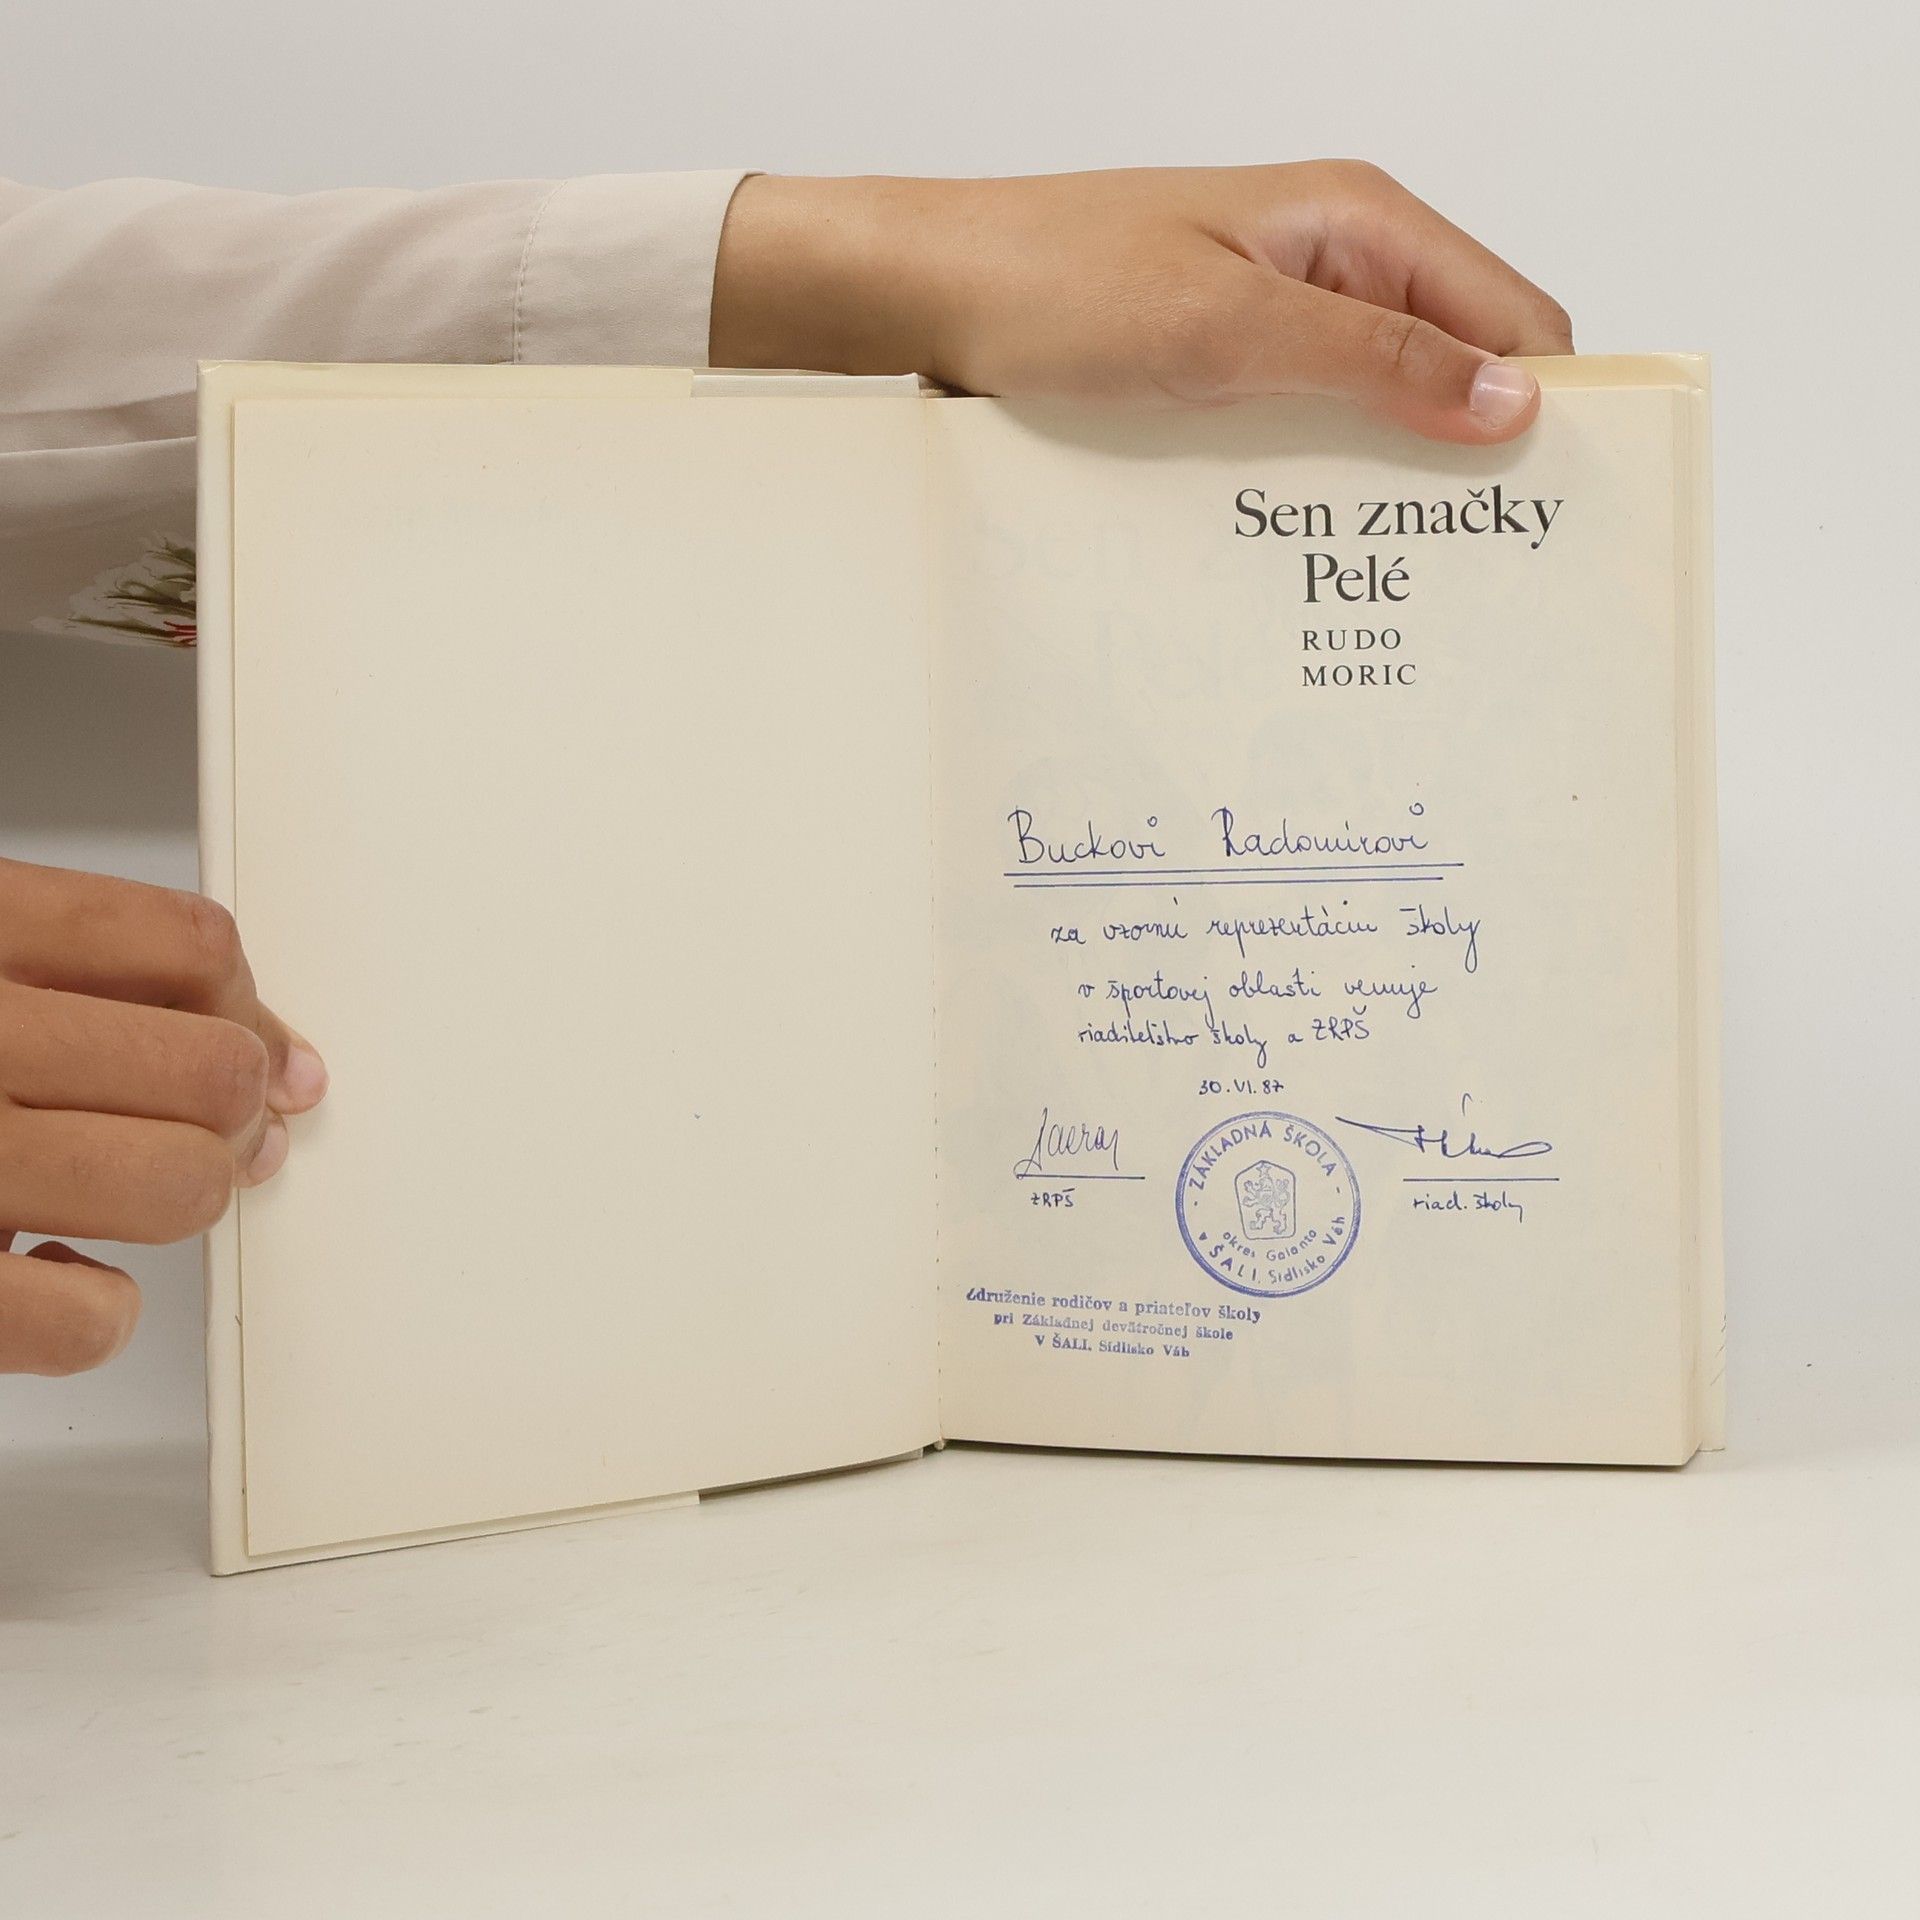 Sen značky
Pelé
RUDO
MORIC
Buckovi Radomírovi
za vzornú reprezentáciu školy
v športovej oblasti venuje
riaditeľstvo školy a ZRPŠ
30.VI.87
ZRPŠ
riad. školy
· ZÁKLADNÁ ŠKOLA ·
okres Galanta
v ŠALI, Sídlisko Váh
Združenie rodičov a priateľov školy
pri Základnej deväťročnej škole
V ŠALI, Sídlisko Váh